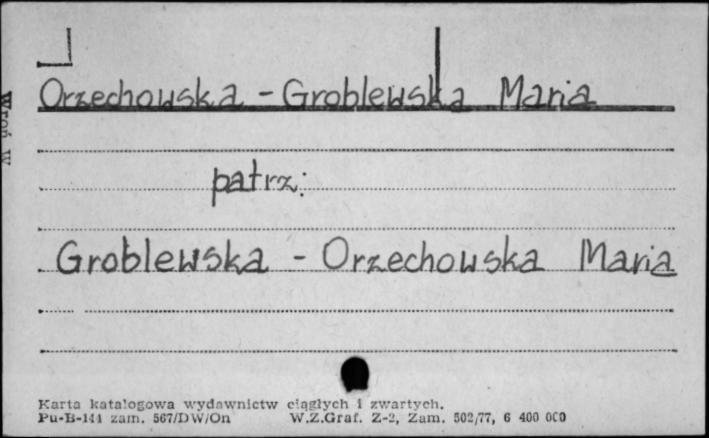 Orzechowska - Groblewska Maria
patrz:
Groblewska - Orzechowska Maria
Karta katalogowa wydawnictw ciągłych i zwartych.
Pu-B-144 zam. 567/DW/On W.Z.Graf. Z-2, Zam. 502/77, 6 400 000